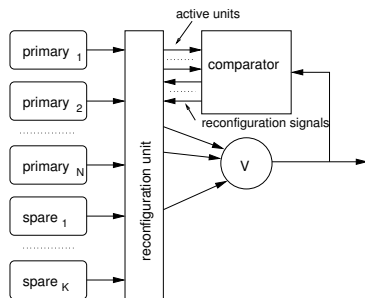 active units
primary 1
comparator
primary 2
reconfiguration signals
reconfiguration unit
primary N
V
spare 1
spare K